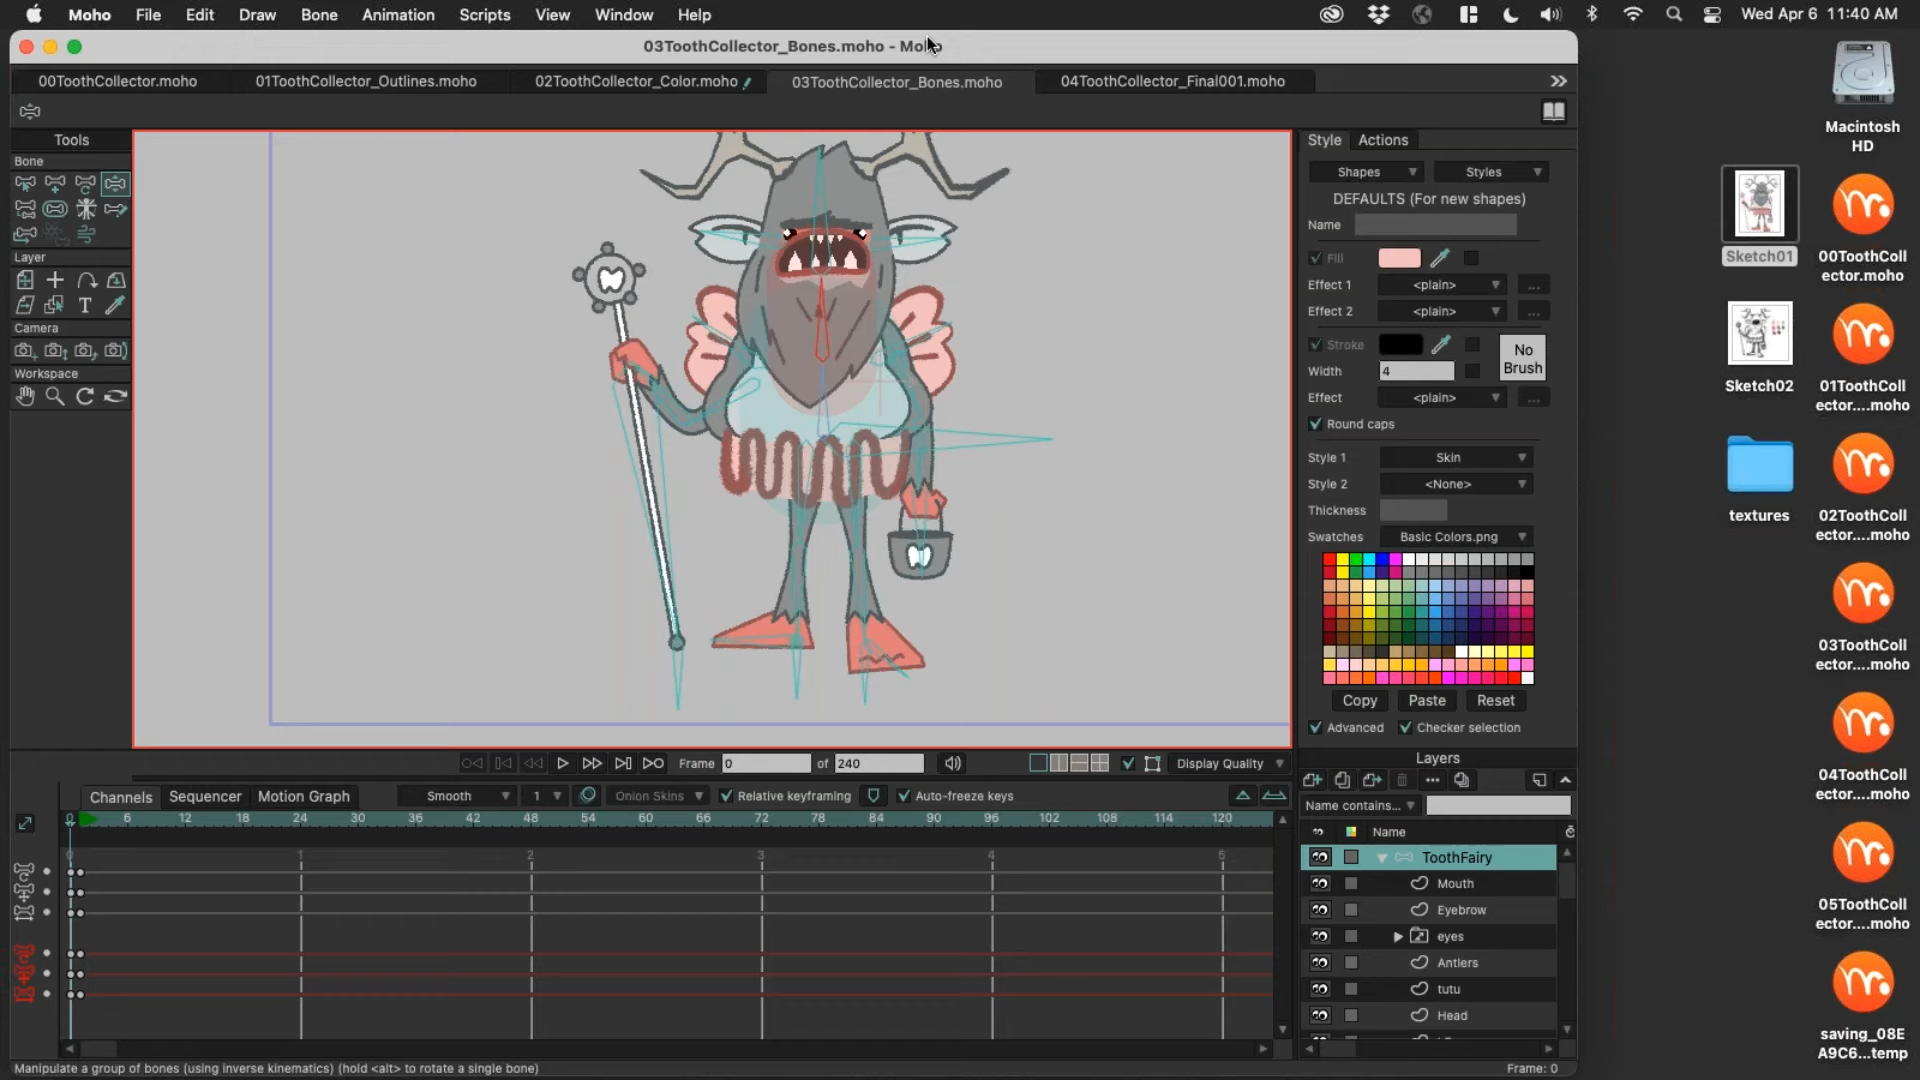 Moho File Edit Draw Bone Animation Scripts View Window Help
Wed Apr 6 11:40 AM
03ToothCollector_Bones.moho - Moho
00ToothCollector.moho
01ToothCollector_Outlines.moho
02ToothCollector_Color.moho
03ToothCollector_Bones.moho
04ToothCollector_Final001.moho
Tools
Bone
Layer
Camera
Workspace
Style Actions
Shapes Styles
DEFAULTS (For new shapes)
Name
Fill
Effect 1 <plain> ...
Effect 2 <plain> ...
Stroke
No Brush
Width 4
Effect <plain> ...
Round caps
Style 1 Skin
Style 2 <None>
Thickness
Swatches Basic Colors.png
Copy Paste Reset
Advanced Checker selection
Frame 0 of 240
Display Quality
Channels Sequencer Motion Graph
Smooth 1 Onion Skins Relative keyframing Auto-freeze keys
0 6 12 18 24 30 36 42 48 54 60 66 72 78 84 90 96 102 108 114 120
0 1 2 3 4 5
Layers
Name contains...
Name
ToothFairy
Mouth
Eyebrow
eyes
Antlers
tutu
Head
Manipulate a group of bones (using inverse kinematics) (hold <alt> to rotate a single bone)
Frame: 0
Macintosh
HD
Sketch01
00ToothColl
ector.moho
Sketch02
01ToothColl
ector....moho
textures
02ToothColl
ector....moho
03ToothColl
ector....moho
04ToothColl
ector....moho
05ToothColl
ector....moho
saving_08E
A9C6...temp